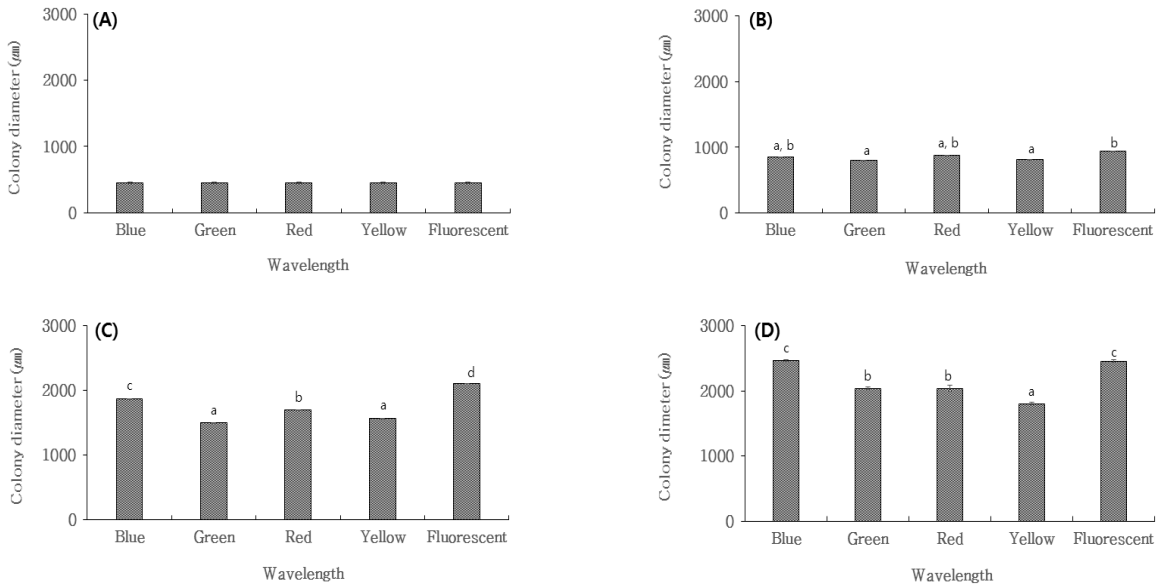 (A)
Colony diameter (㎛)
3000
2000
1000
0
Blue Green Red Yellow Fluorescent
Wavelength
(B)
Colony diameter (㎛)
3000
2000
1000
0
a, b a a, b a b
Blue Green Red Yellow Fluorescent
Wavelength
(C)
Colony diameter (㎛)
3000
2000
1000
0
c a b a d
Blue Green Red Yellow Fluorescent
Wavelength
(D)
Colony dimeter (㎛)
3000
2000
1000
0
c b b a c
Blue Green Red Yellow Fluorescent
Wavelength